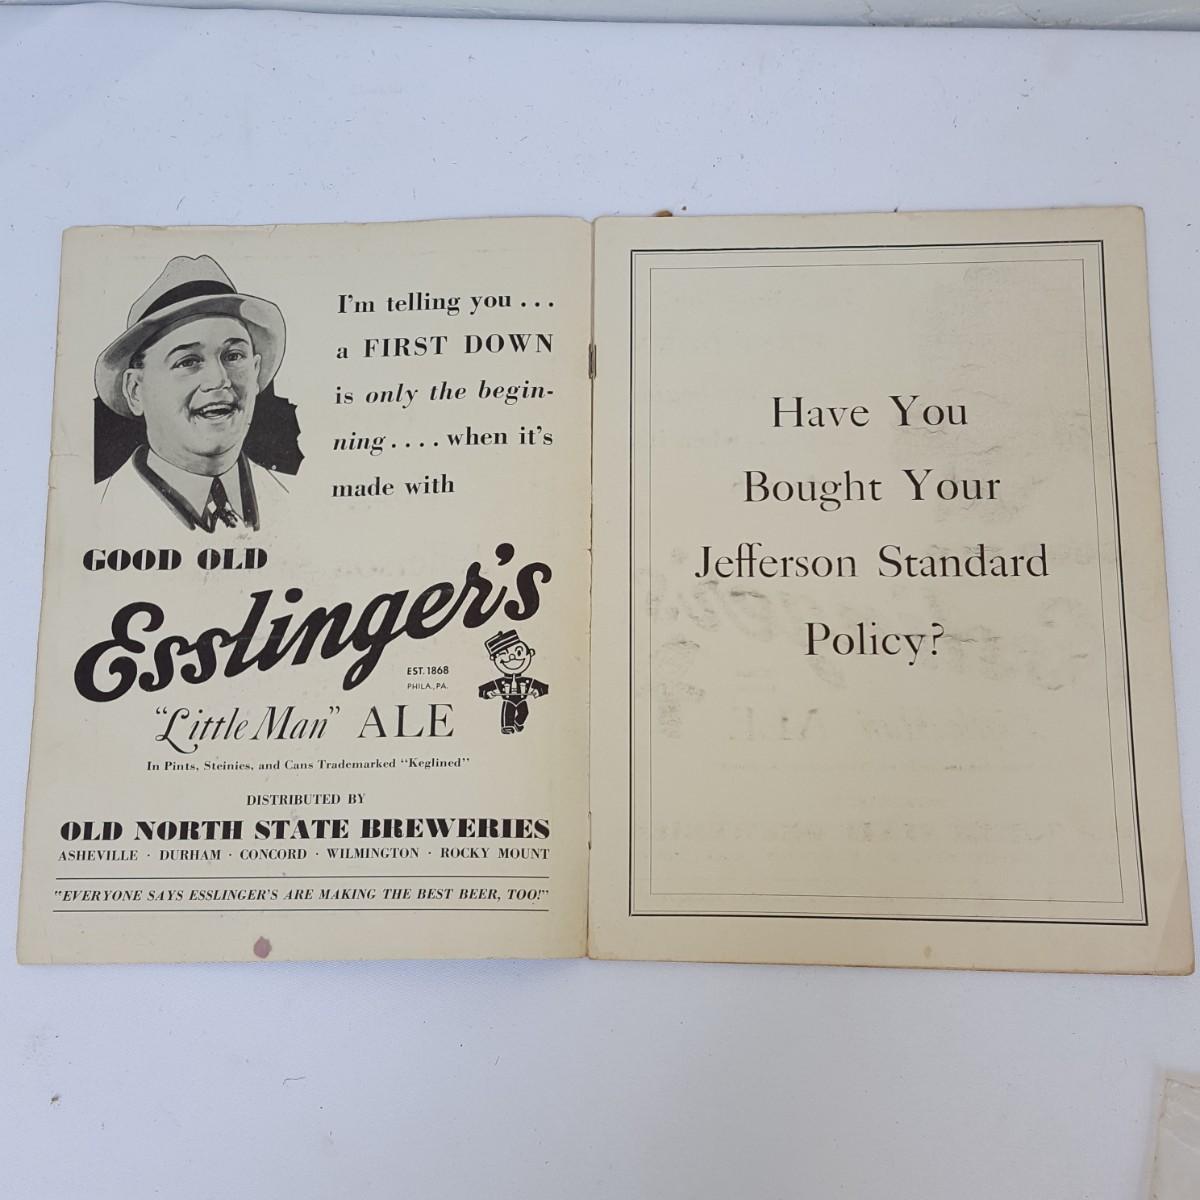 I'm telling you . . .
a FIRST DOWN
is only the begin-
ning . . . . when it's
made with
GOOD OLD
Esslinger's
EST. 1868
PHILA., PA.
"Little Man" ALE
In Pints, Steinies, and Cans Trademarked "Keglined"
DISTRIBUTED BY
OLD NORTH STATE BREWERIES
ASHEVILLE · DURHAM · CONCORD · WILMINGTON · ROCKY MOUNT
"EVERYONE SAYS ESSLINGER'S ARE MAKING THE BEST BEER, TOO!"
Have You
Bought Your
Jefferson Standard
Policy?